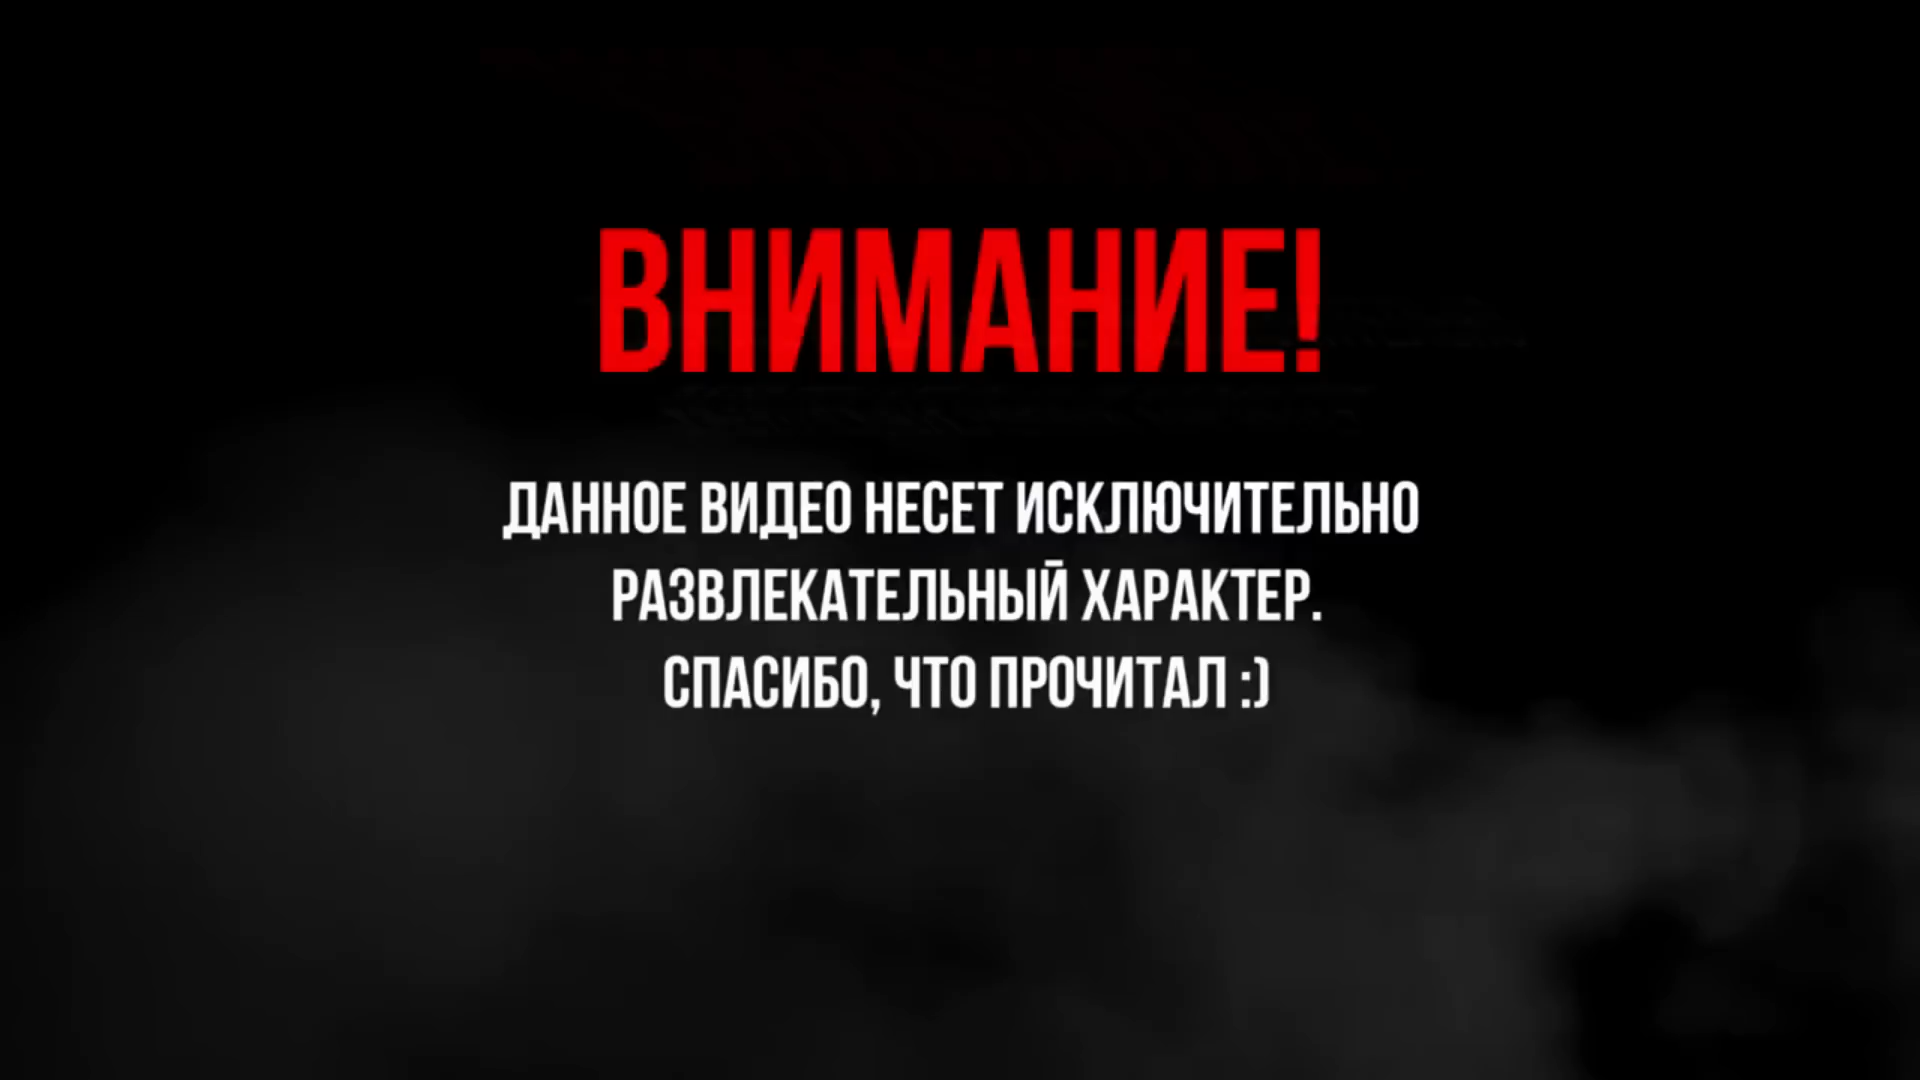 ВНИМАНИЕ!
ДАННОЕ ВИДЕО НЕСЕТ ИСКЛЮЧИТЕЛЬНО
РАЗВЛЕКАТЕЛЬНЫЙ ХАРАКТЕР.
СПАСИБО, ЧТО ПРОЧИТАЛ :)